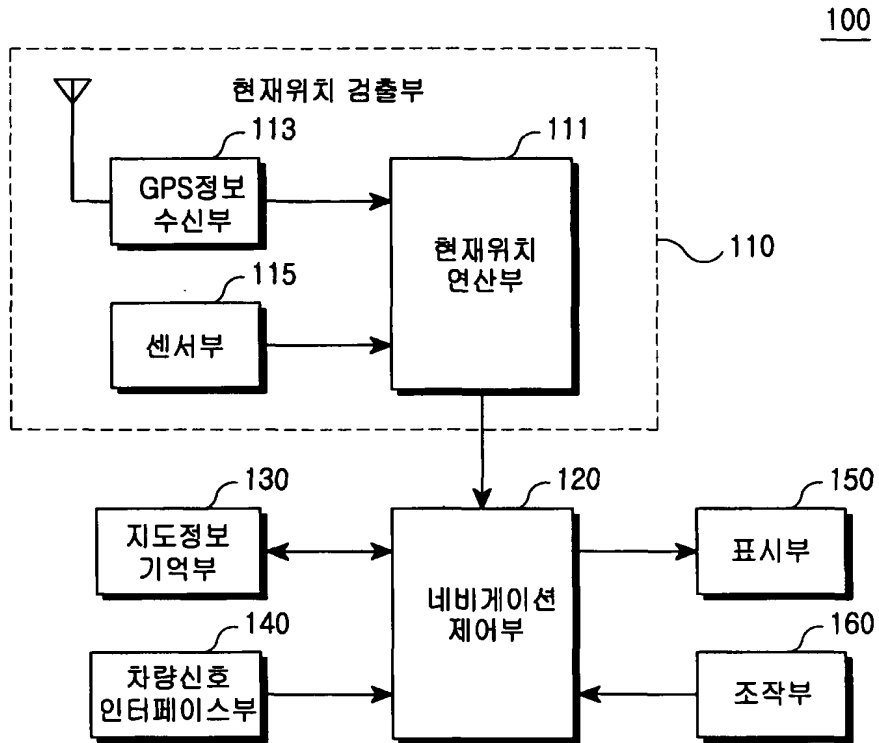 100
현재위치 검출부
113
GPS정보
수신부
111
현재위치
연산부
110
115
센서부
130
지도정보
기억부
120
네비게이션
제어부
150
표시부
140
차량신호
인터페이스부
160
조작부